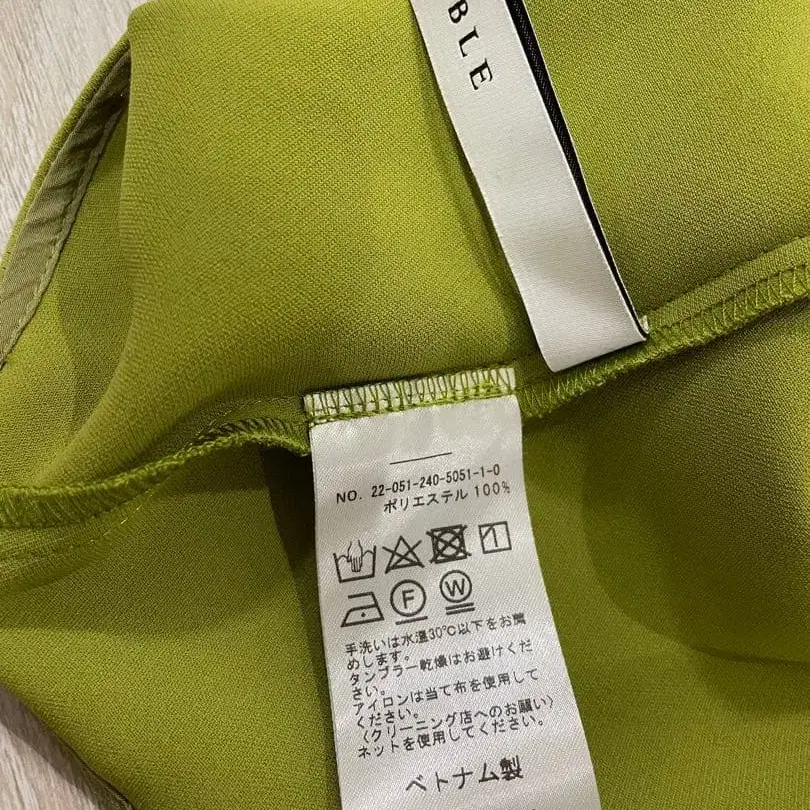 BLE
NO. 22-051-240-5051-1-0
ポリエステル 100%
F
W
手洗いは水温30℃以下をお薦
めします。
タンブラー乾燥はお避けくだ
さい。
アイロンは当て布を使用して
ください。
〈クリーニング店へのお願い〉
ネットを使用してください。
ベトナム製